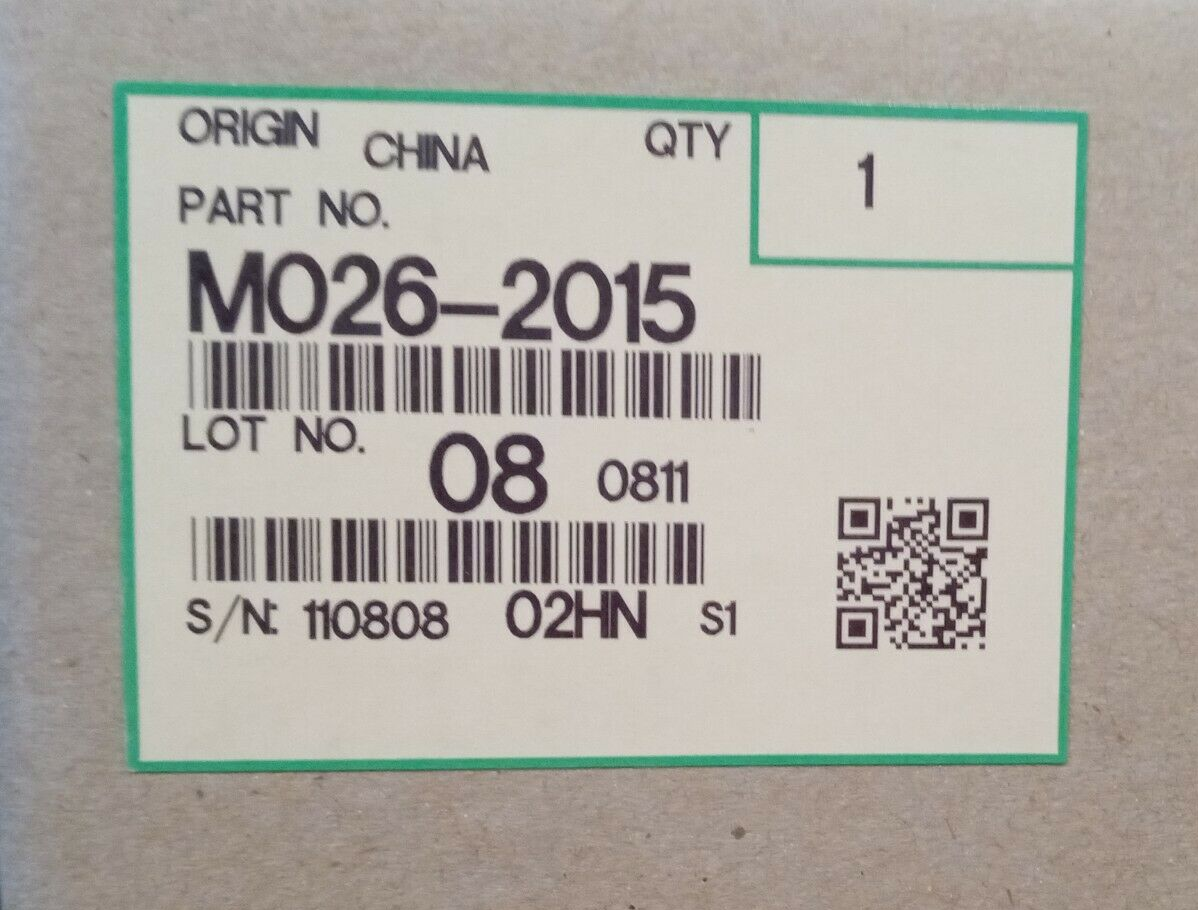 ORIGIN CHINA QTY 1
PART NO.
M026-2015
LOT NO. 08 0811
S/N: 110808 02HN S1